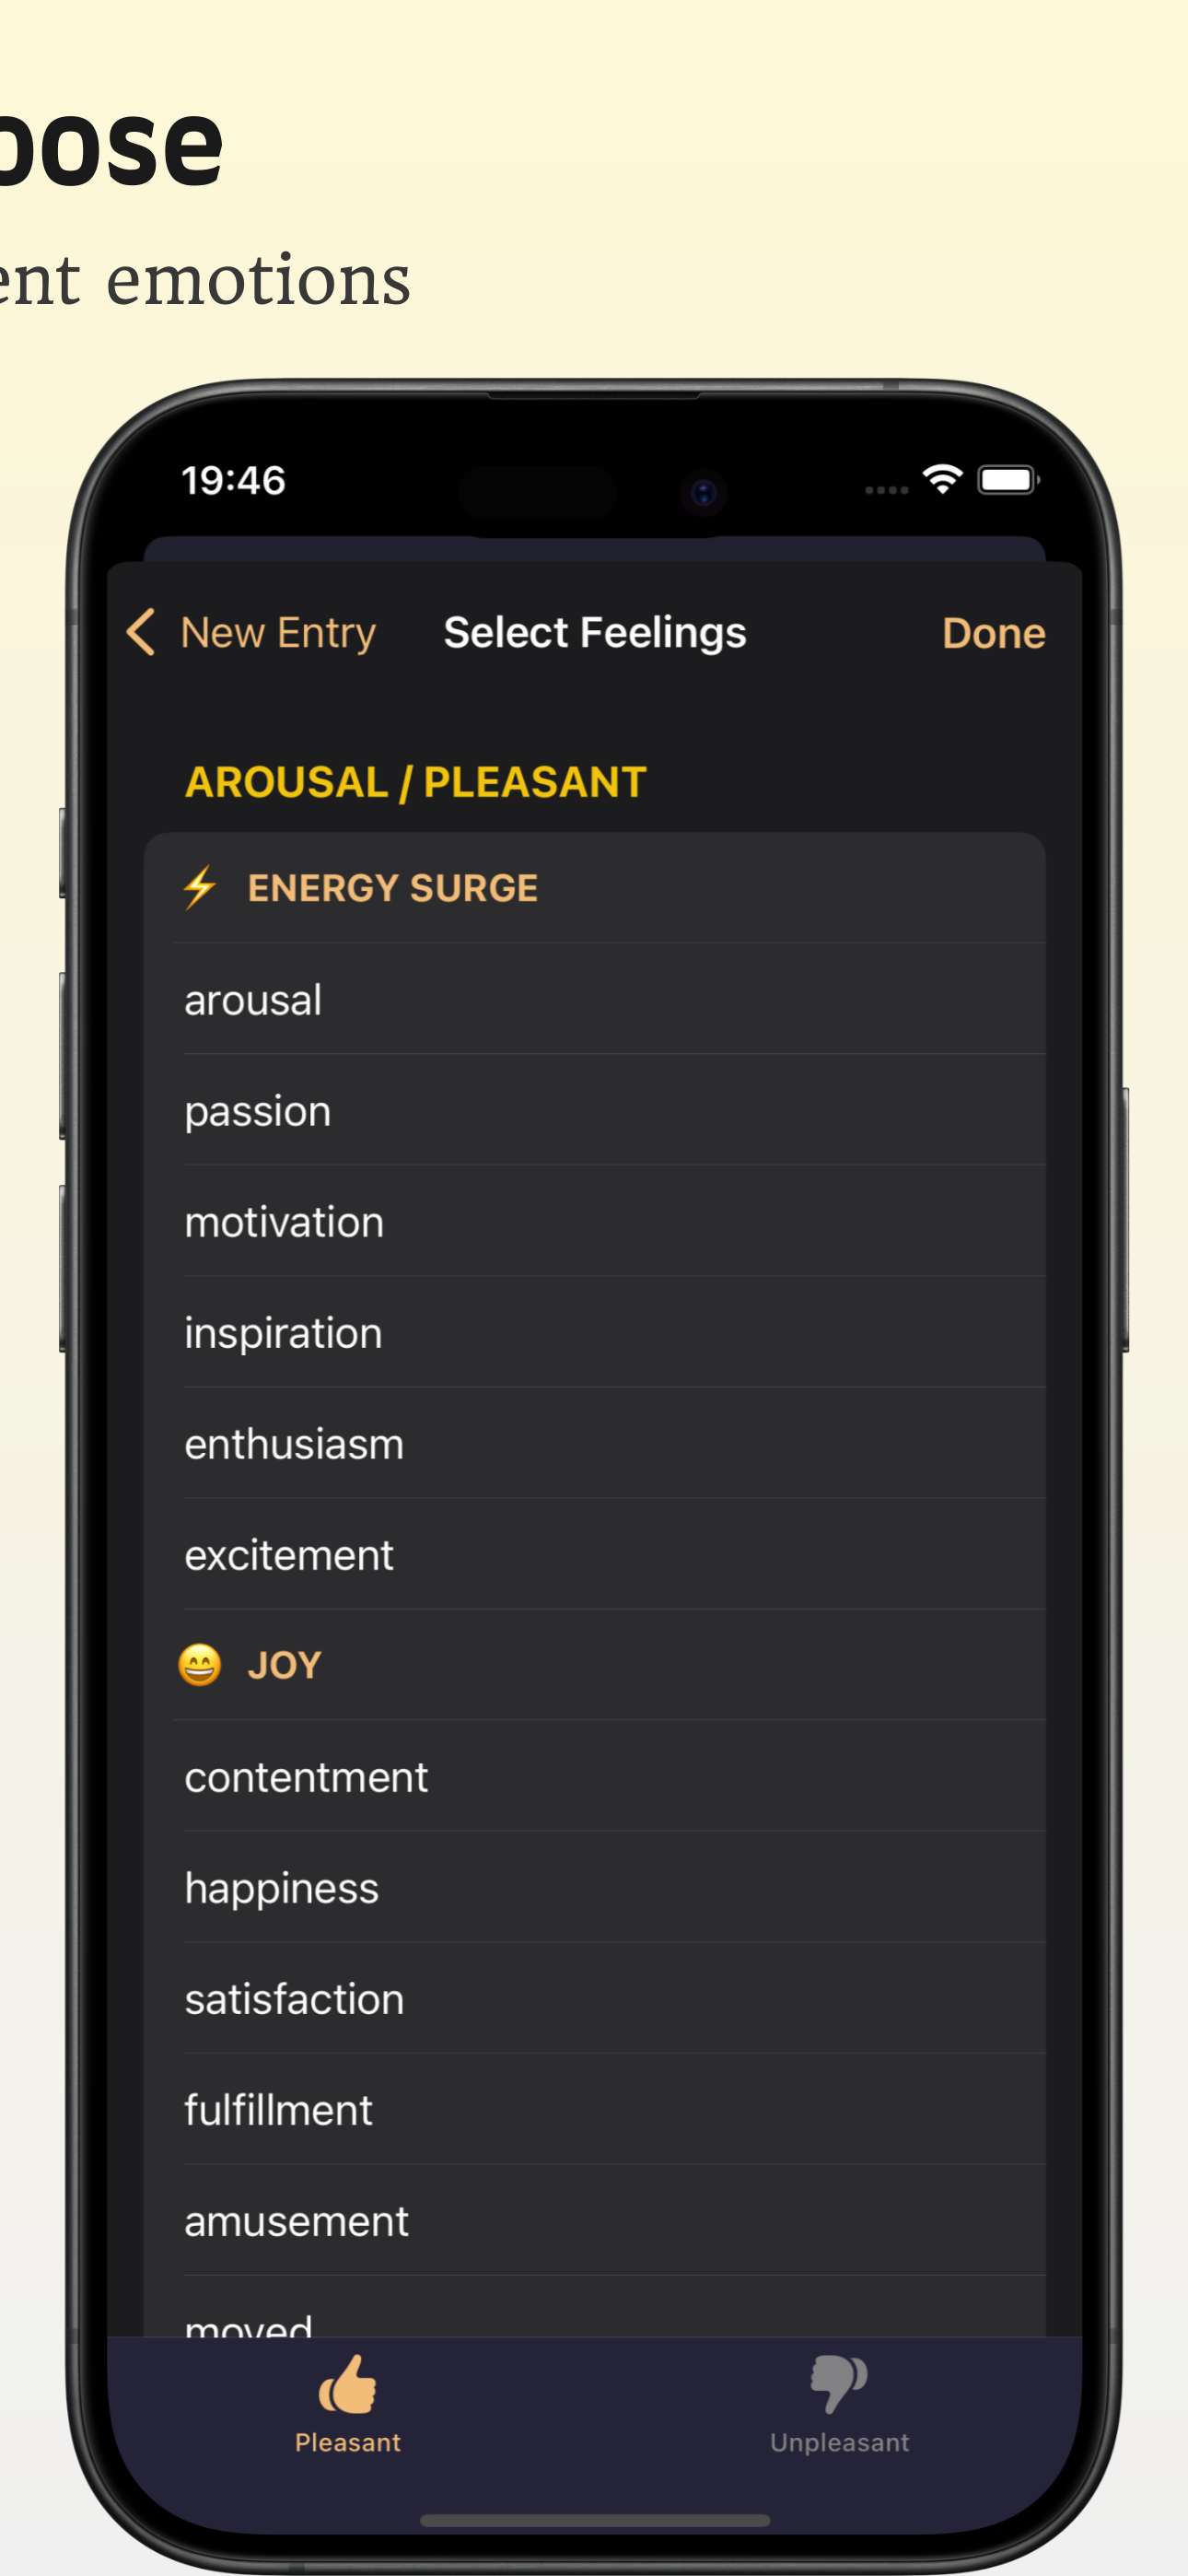 oose
ent emotions
19:46
New Entry Select Feelings Done
AROUSAL / PLEASANT
ENERGY SURGE
arousal
passion
motivation
inspiration
enthusiasm
excitement
JOY
contentment
happiness
satisfaction
fulfillment
amusement
moved
Pleasant Unpleasant